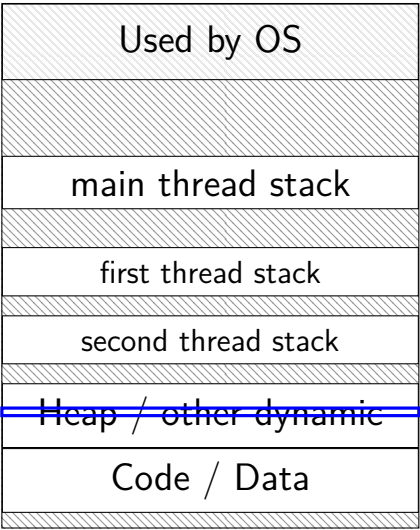 Used by OS
main thread stack
first thread stack
second thread stack
Heap / other dynamic
Code / Data